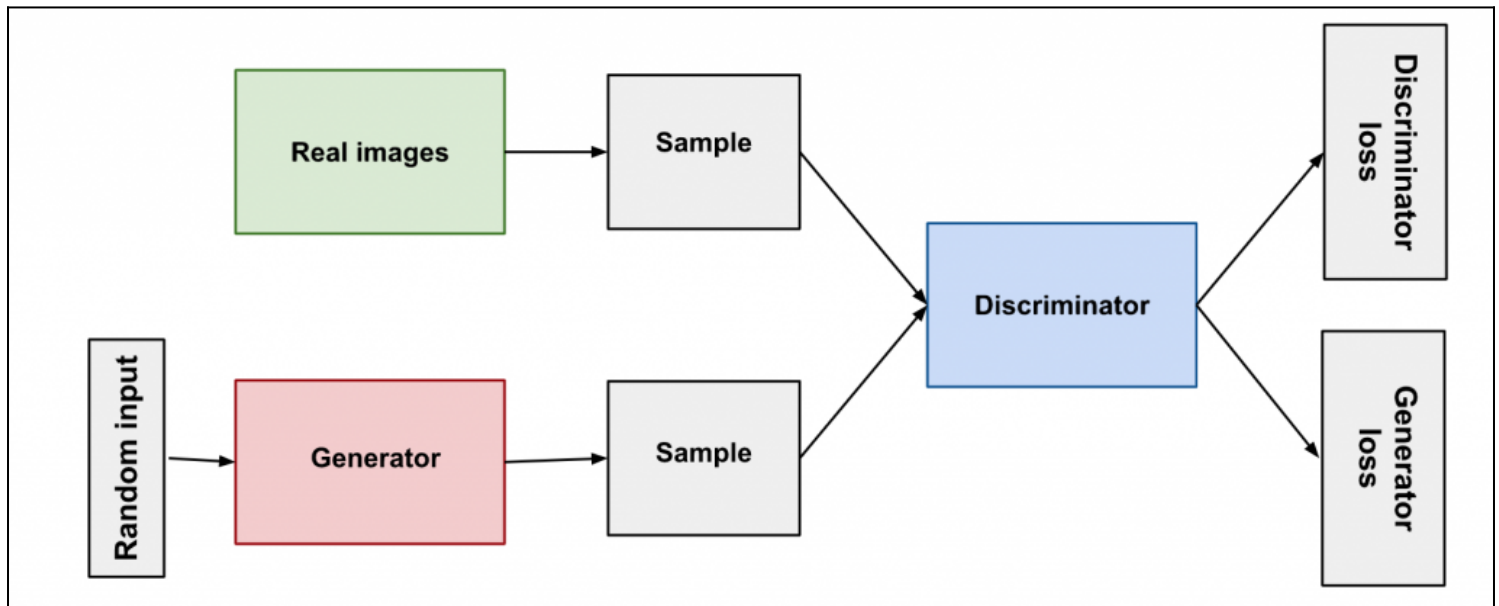 Real images
Sample
Discriminator
loss
Discriminator
Random input
Generator
Sample
Generator
loss